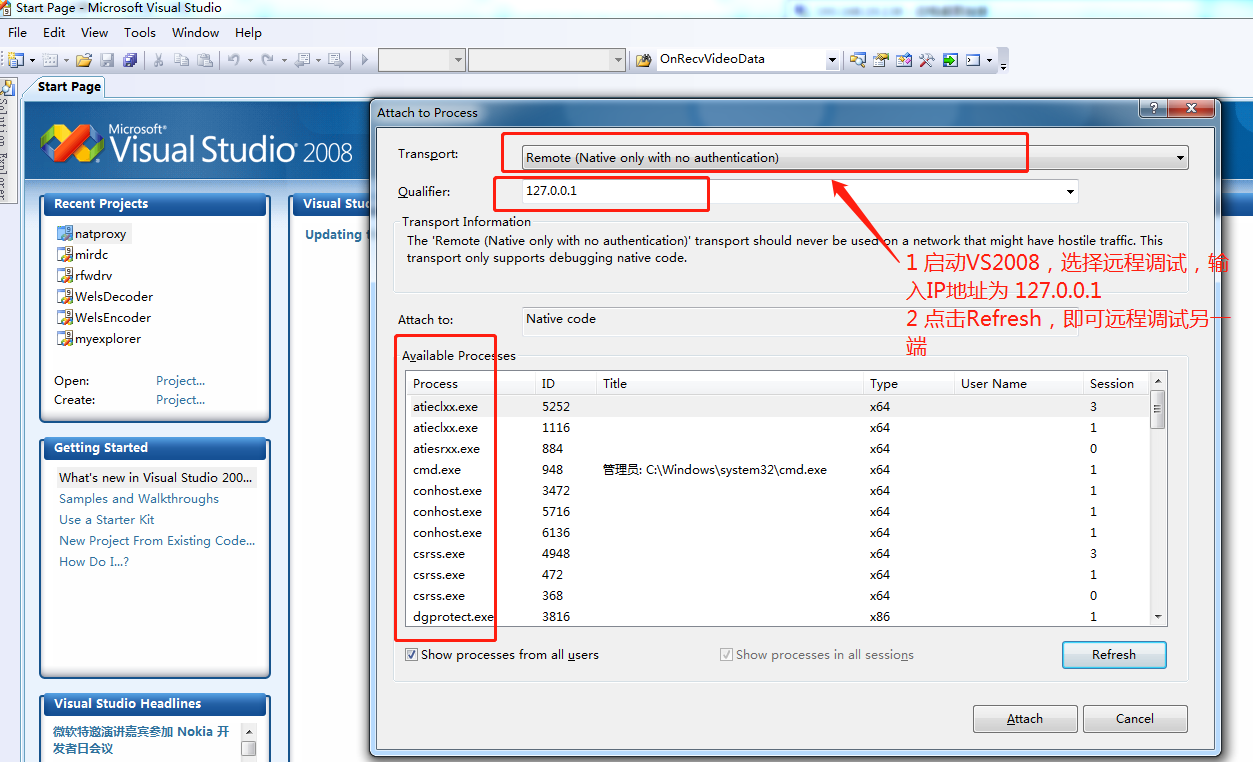 Start Page - Microsoft Visual Studio
File Edit View Tools Window Help
OnRecvVideoData
Start Page
Solution Explorer
Microsoft®
Visual Studio® 2008
Recent Projects
natproxy
mirdc
rfwdrv
WelsDecoder
WelsEncoder
myexplorer
Open: Project...
Create: Project...
Getting Started
What's new in Visual Studio 200...
Samples and Walkthroughs
Use a Starter Kit
New Project From Existing Code...
How Do I...?
Visual Studio Headlines
微软特邀演讲嘉宾参加 Nokia 开
发者日会议
Visual Stu
Updating t
Attach to Process
Transport: Remote (Native only with no authentication)
Qualifier: 127.0.0.1
Transport Information
The 'Remote (Native only with no authentication)' transport should never be used on a network that might have hostile traffic. This
transport only supports debugging native code.
1 启动VS2008，选择远程调试，输
入IP地址为 127.0.0.1
2 点击Refresh，即可远程调试另一
端
Attach to: Native code
Available Processes
Process ID Title Type User Name Session
atieclxx.exe 5252 x64 3
atieclxx.exe 1116 x64 1
atiesrxx.exe 884 x64 0
cmd.exe 948 管理员: C:\Windows\system32\cmd.exe x64 1
conhost.exe 3472 x64 1
conhost.exe 5716 x64 1
conhost.exe 6136 x64 1
csrss.exe 4948 x64 3
csrss.exe 472 x64 1
csrss.exe 368 x64 0
dgprotect.exe 3816 x86 1
Show processes from all users
Show processes in all sessions
Refresh
Attach
Cancel